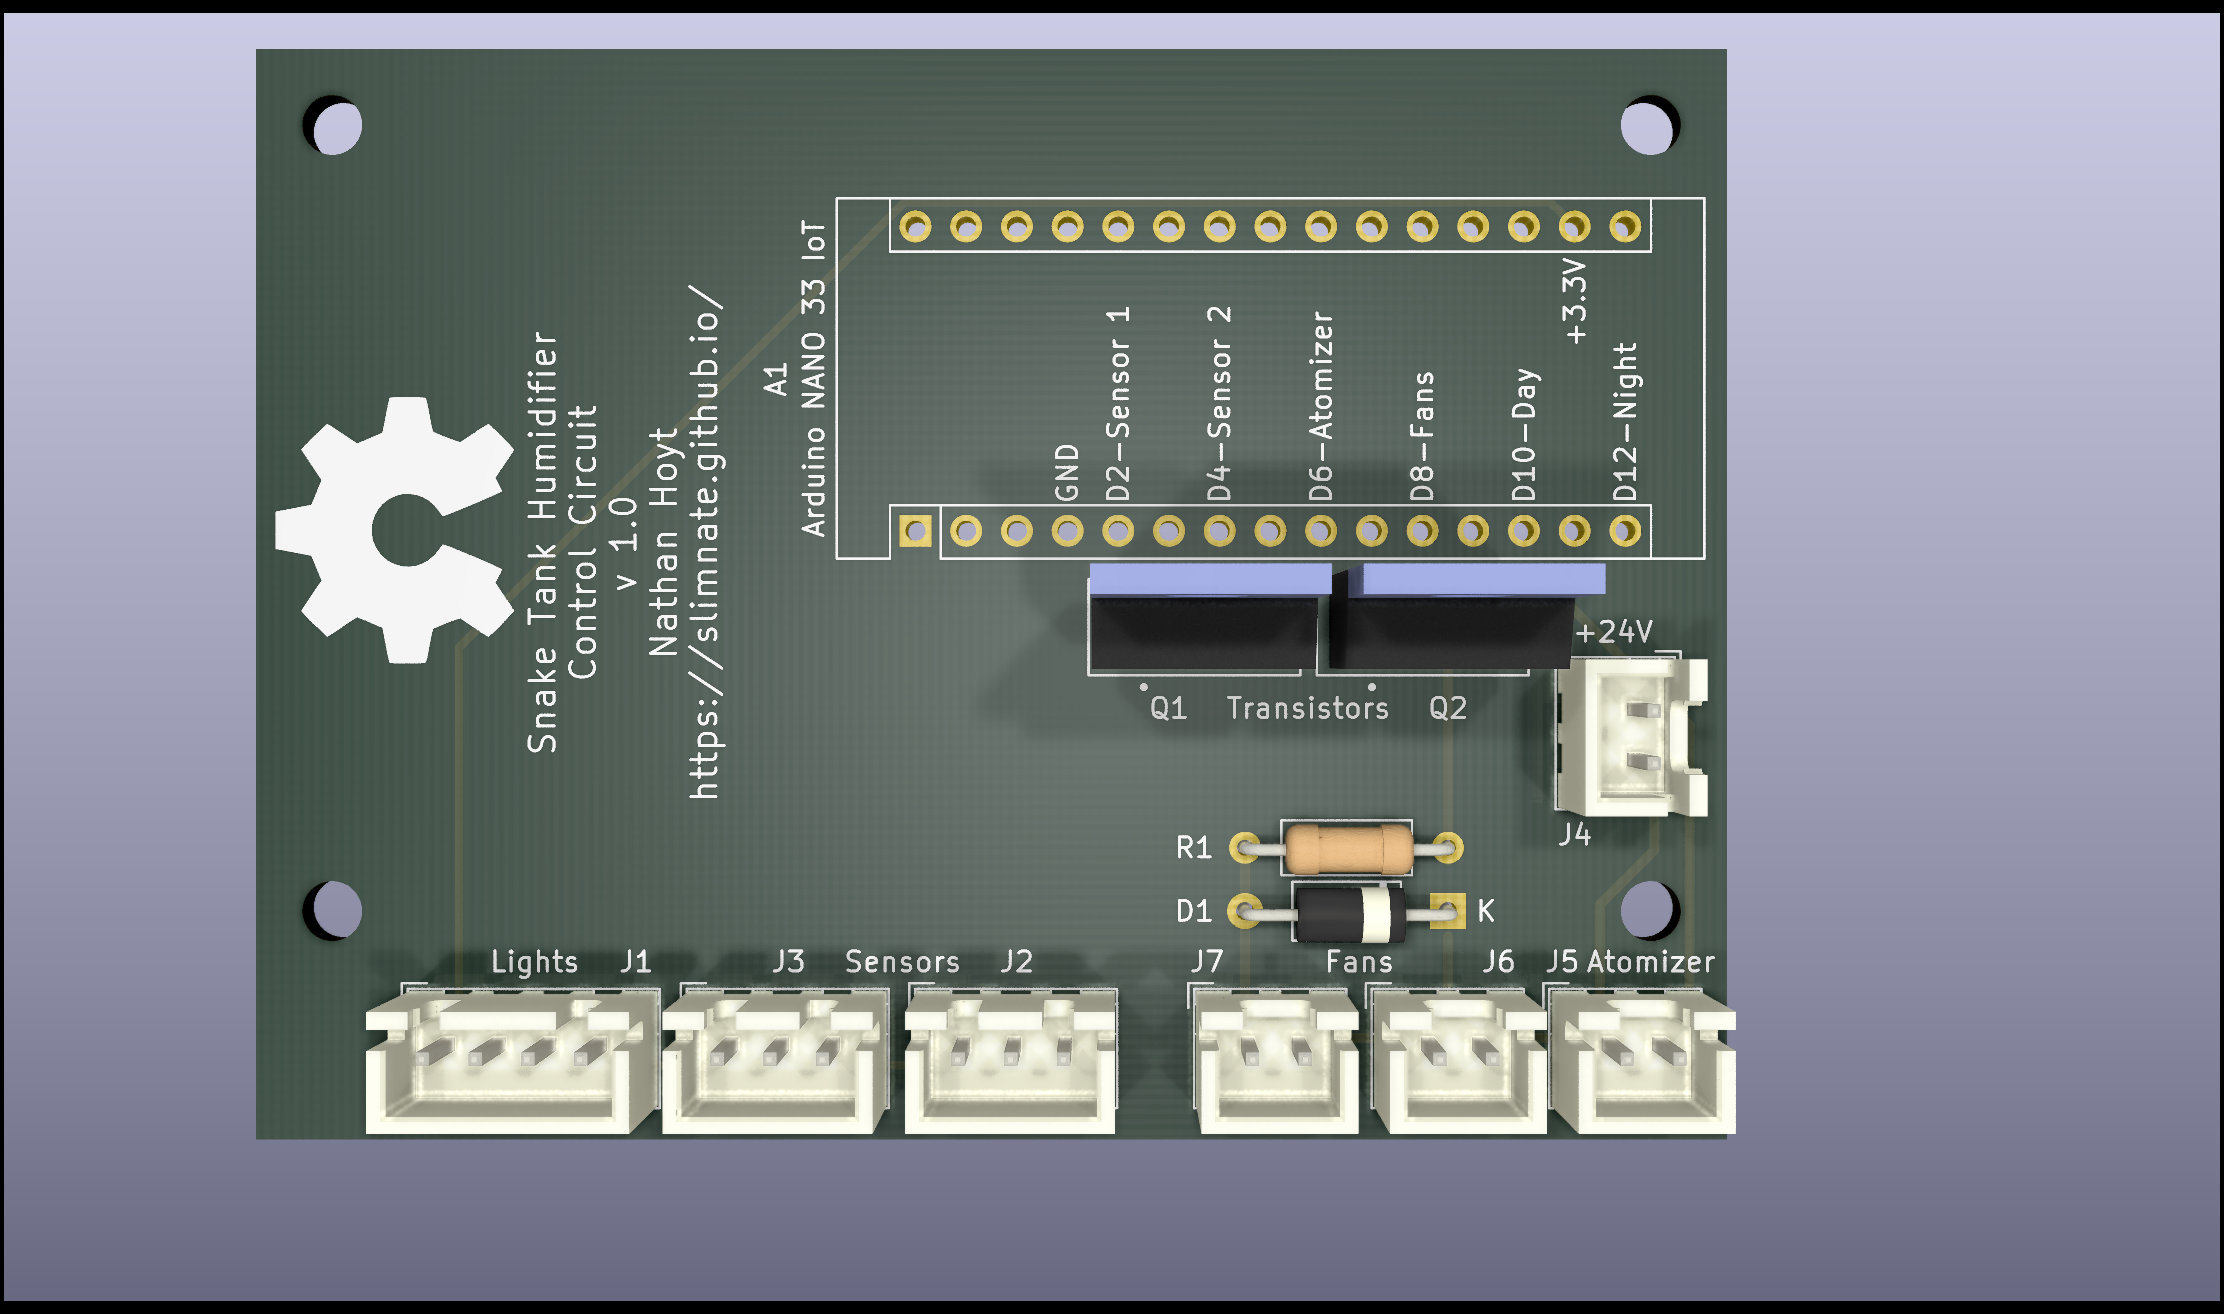 Snake Tank Humidifier
Control Circuit
v 1.0
Nathan Hoyt
https://slimnate.github.io/
A1
Arduino NANO 33 IoT
GND
D2-Sensor 1
D4-Sensor 2
D6-Atomizer
D8-Fans
D10-Day
+3.3V
D12-Night
+24V
Q1 Transistors Q2
J4
R1
D1 K
Lights J1 J3 Sensors J2 J7 Fans J6 J5 Atomizer